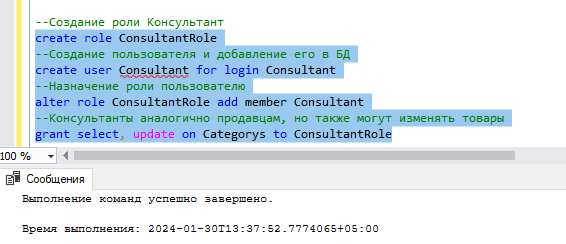 --Создание роли Консультант
create role ConsultantRole
--Создание пользователя и добавление его в БД
create user Consultant for login Consultant
--Назначение роли пользователю
alter role ConsultantRole add member Consultant
--Консультанты аналогично продавцам, но также могут изменять товары
grant select, update on Categorys to ConsultantRole
100 %
Сообщения
Выполнение команд успешно завершено.
Время выполнения: 2024-01-30T13:37:52.7774065+05:00